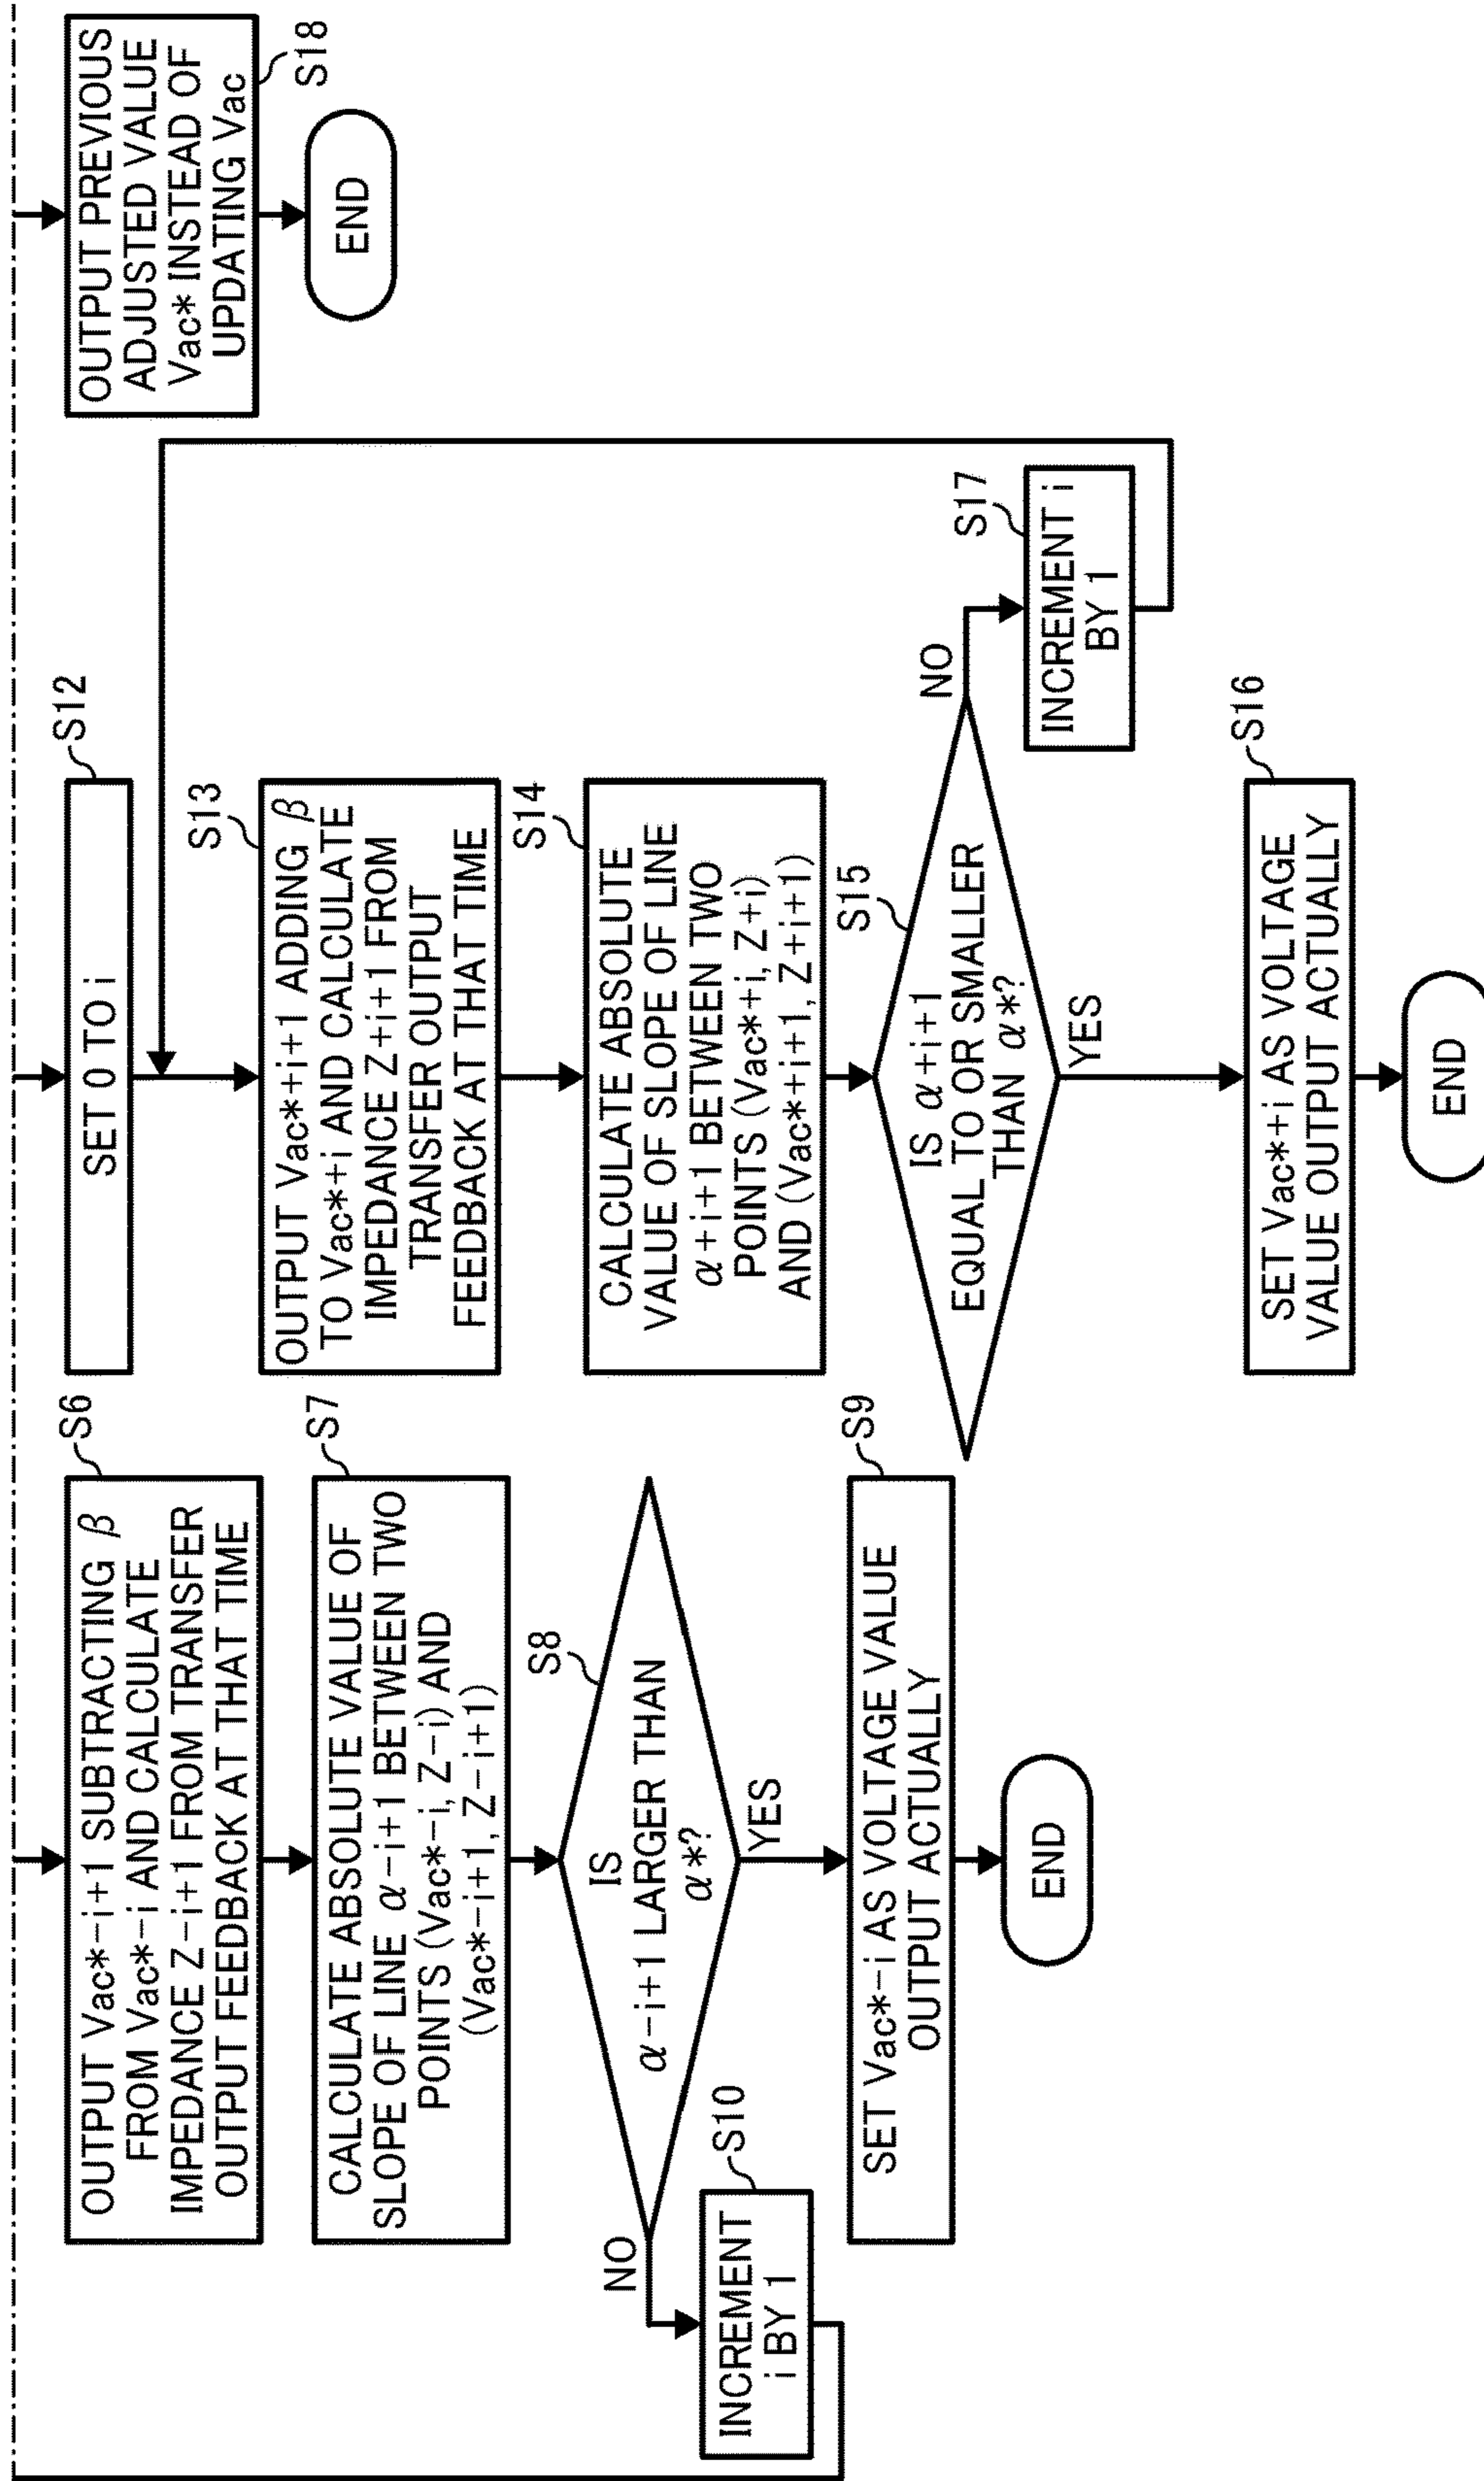 S6
OUTPUT Vac*-i+1 SUBTRACTING β
FROM Vac*-i AND CALCULATE
IMPEDANCE Z-i+1 FROM TRANSFER
OUTPUT FEEDBACK AT THAT TIME
S7
CALCULATE ABSOLUTE VALUE OF
SLOPE OF LINE α-i+1 BETWEEN TWO
POINTS (Vac*-i, Z-i) AND
(Vac*-i+1, Z-i+1)
S8
IS
α-i+1 LARGER THAN
α*?
NO
YES
S10
INCREMENT
i BY 1
S9
SET Vac*-i AS VOLTAGE VALUE
OUTPUT ACTUALLY
END
S12
SET 0 TO i
S13
OUTPUT Vac*+i+1 ADDING β
TO Vac*+i AND CALCULATE
IMPEDANCE Z+i+1 FROM
TRANSFER OUTPUT
FEEDBACK AT THAT TIME
S14
CALCULATE ABSOLUTE
VALUE OF SLOPE OF LINE
α+i+1 BETWEEN TWO
POINTS (Vac*+i, Z+i)
AND (Vac*+i+1, Z+i+1)
S15
IS α+i+1
EQUAL TO OR SMALLER
THAN α*?
NO
YES
S17
INCREMENT i
BY 1
S16
SET Vac*+i AS VOLTAGE
VALUE OUTPUT ACTUALLY
END
OUTPUT PREVIOUS
ADJUSTED VALUE
Vac* INSTEAD OF
UPDATING Vac
S18
END